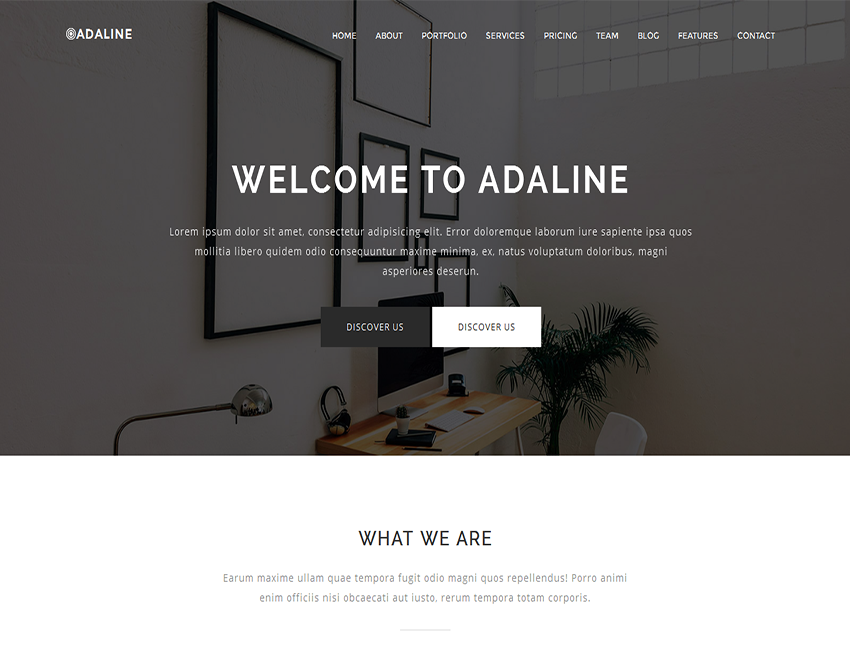 ADALINE
HOME ABOUT PORTFOLIO SERVICES PRICING TEAM BLOG FEATURES CONTACT
WELCOME TO ADALINE
Lorem ipsum dolor sit amet, consectetur adipisicing elit. Error doloremque laborum iure sapiente ipsa quos
mollitia libero quidem odio consequuntur maxime minima, ex, natus voluptatum doloribus, magni
asperiores deserun.
DISCOVER US DISCOVER US
WHAT WE ARE
Earum maxime ullam quae tempora fugit odio magni quos repellendus! Porro animi
enim officiis nisi obcaecati aut iusto, rerum tempora totam corporis.